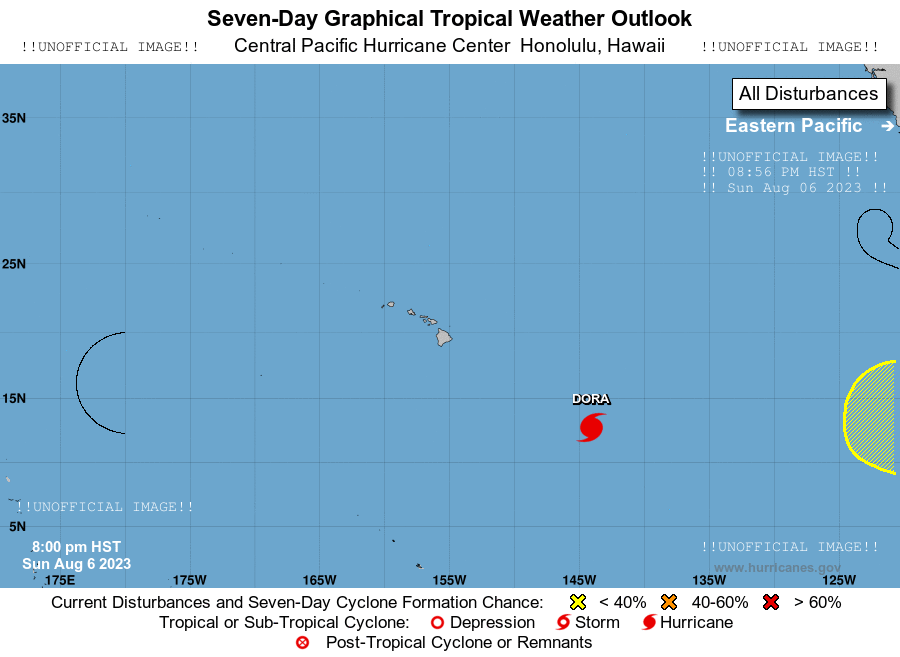 Seven-Day Graphical Tropical Weather Outlook
!!UNOFFICIAL IMAGE!! Central Pacific Hurricane Center Honolulu, Hawaii !!UNOFFICIAL IMAGE!!
All Disturbances
35N
Eastern Pacific →
!!UNOFFICIAL IMAGE!!
!! 08:56 PM HST !!
!! Sun Aug 06 2023 !!
25N
15N
DORA
!!UNOFFICIAL IMAGE!!
5N
8:00 pm HST
Sun Aug 6 2023
!!UNOFFICIAL IMAGE!!
www.hurricanes.gov
175E 175W 165W 155W 145W 135W 125W
Current Disturbances and Seven-Day Cyclone Formation Chance: < 40% 40-60% > 60%
Tropical or Sub-Tropical Cyclone: Depression Storm Hurricane
Post-Tropical Cyclone or Remnants